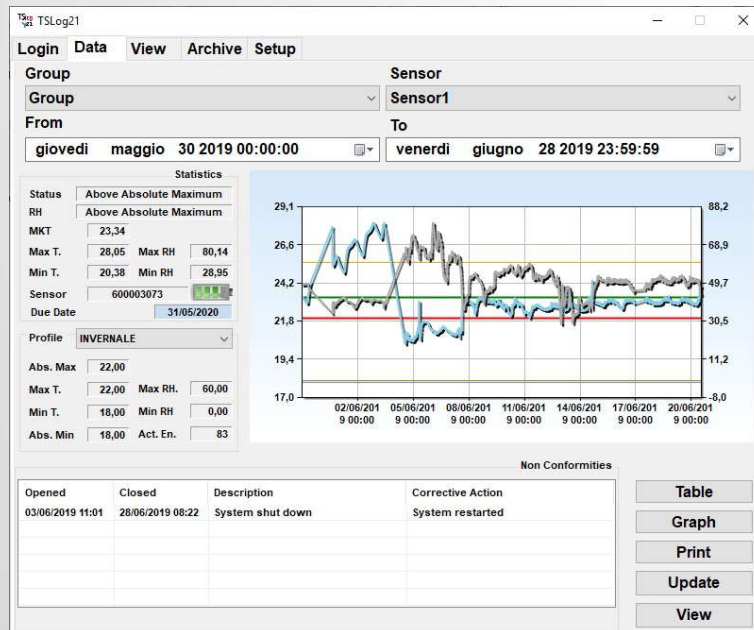 TSLog21
Login Data View Archive Setup
Group Sensor
Group Sensor1
From To
giovedì maggio 30 2019 00:00:00 venerdì giugno 28 2019 23:59:59
Statistics
Status Above Absolute Maximum
RH Above Absolute Maximum
MKT 23,34
Max T. 28,05 Max RH 80,14
Min T. 20,38 Min RH 28,95
Sensor 600003073
Due Date 31/05/2020
Profile INVERNALE
Abs. Max 22,00
Max T. 22,00 Max RH. 60,00
Min T. 18,00 Min RH 0,00
Abs. Min 18,00 Act. En. 83
29,1 88,2
26,6 68,9
24,2 49,7
21,8 30,5
19,4 11,2
17,0 -8,0
02/06/201 05/06/201 08/06/201 11/06/201 14/06/201 17/06/201 20/06/201
9 00:00 9 00:00 9 00:00 9 00:00 9 00:00 9 00:00 9 00:00
Non Conformities
Opened Closed Description Corrective Action
03/06/2019 11:01 28/06/2019 08:22 System shut down System restarted
Table
Graph
Print
Update
View